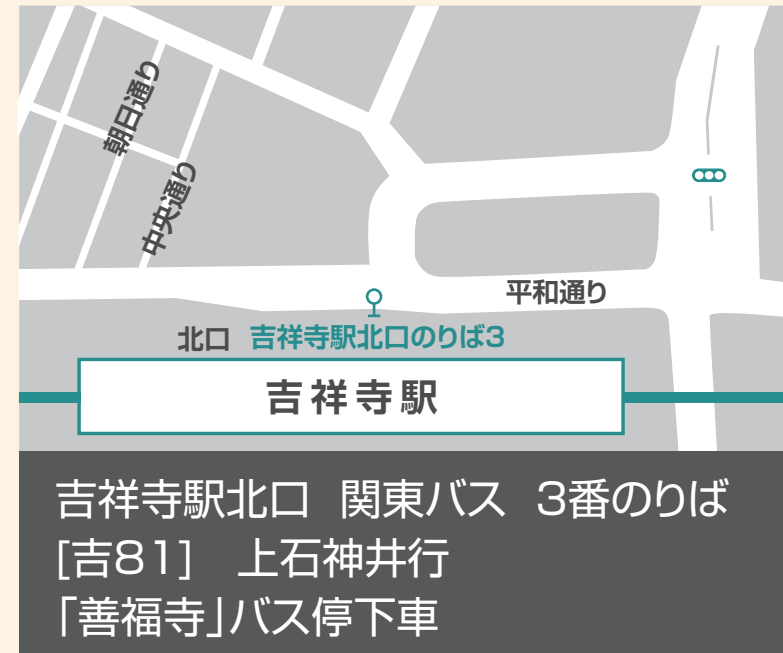 朝日通り
中央通り
平和通り
北口 吉祥寺駅北口のりば3
吉祥寺駅
吉祥寺駅北口 関東バス 3番のりば
[吉81] 上石神井行
「善福寺」バス停下車